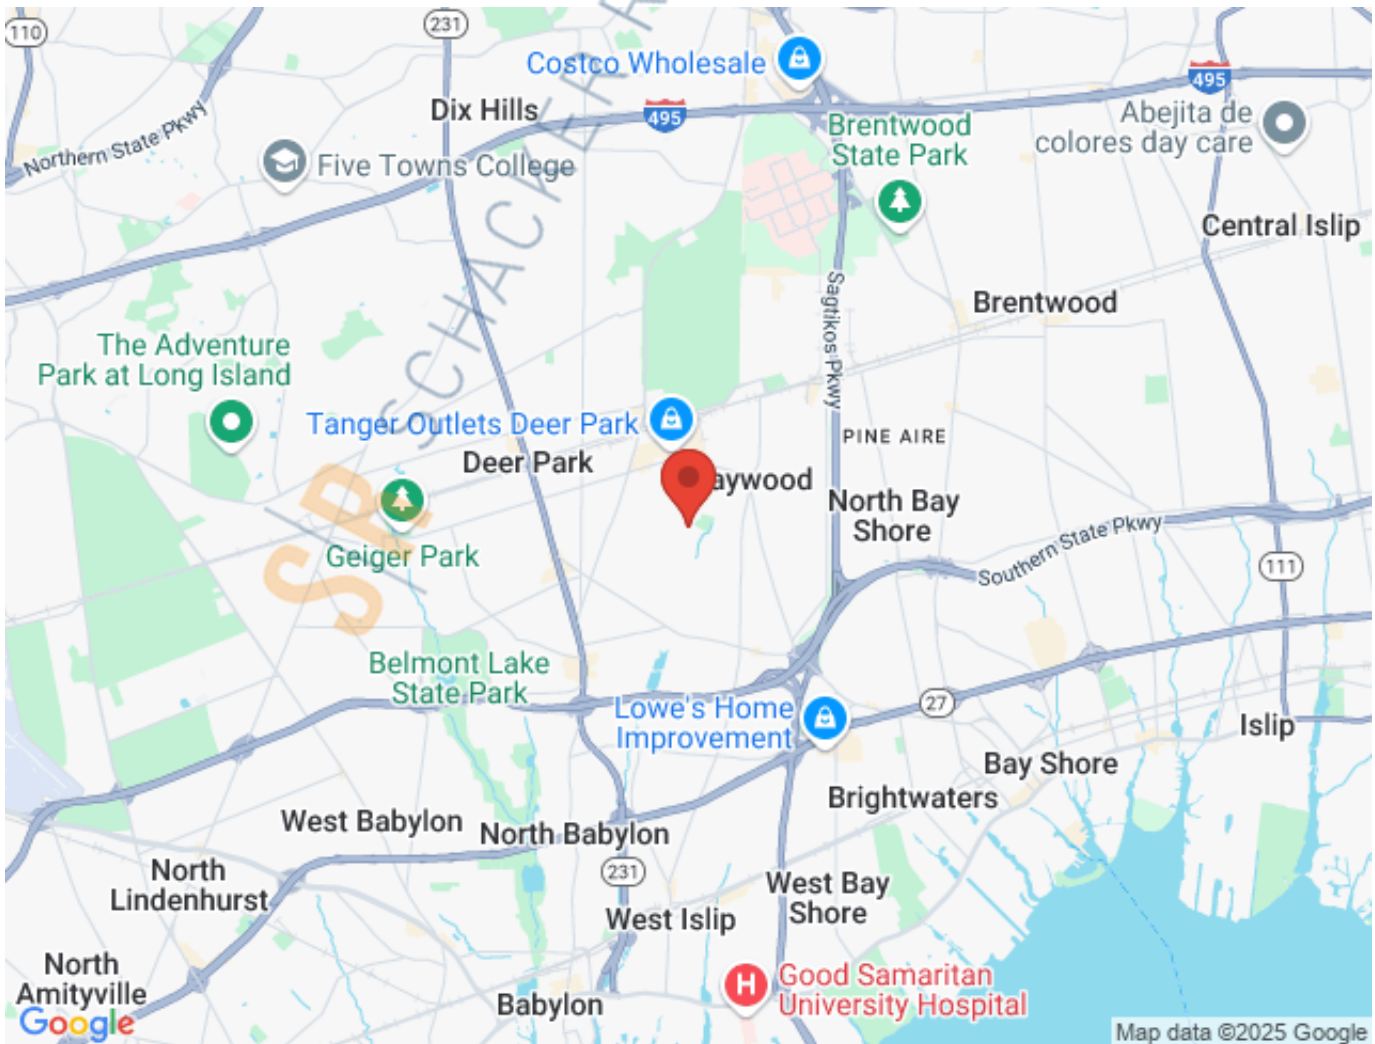 110
231
Costco Wholesale
495
Dix Hills
495
Abejita de
colores day care
Northern State Pkwy
Five Towns College
Brentwood
State Park
Central Islip
SCHACKER R
Sagtikos Pkwy
Brentwood
The Adventure
Park at Long Island
Tanger Outlets Deer Park
PINE AIRE
Deer Park
aywood
North Bay
Shore
SR
Geiger Park
Southern State Pkwy
111
Belmont Lake
State Park
Lowe's Home
Improvement
27
Islip
Bay Shore
Brightwaters
West Babylon
North Babylon
North
Lindenhurst
231
West Bay
Shore
West Islip
North
Amityville
Good Samaritan
University Hospital
H
Babylon
Google
Map data ©2025 Google